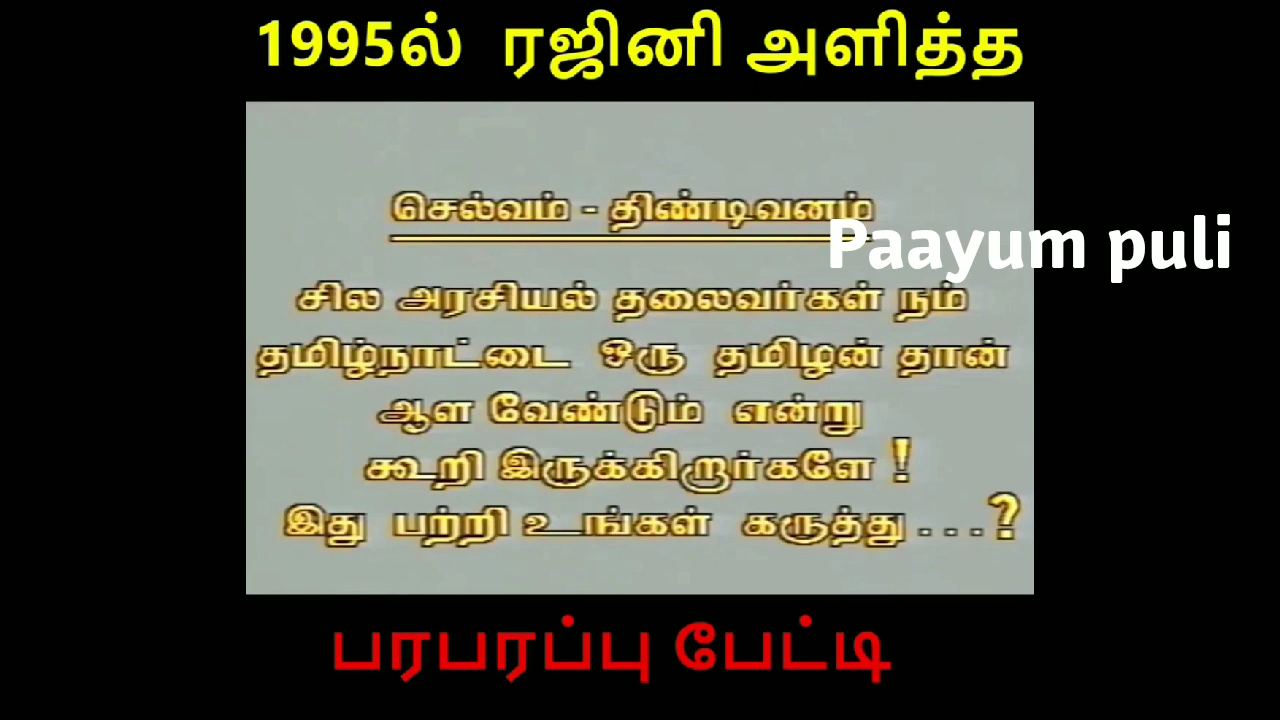 1995ல் ரஜினி அளித்த
செல்வம் - திண்டிவனம்
Paayum puli
சில அரசியல் தலைவர்கள் நம்
தமிழ்நாட்டை ஒரு தமிழன் தான்
ஆள வேண்டும் என்று
கூறி இருக்கிறார்களே !
இது பற்றி உங்கள் கருத்து . . . ?
பரபரப்பு பேட்டி